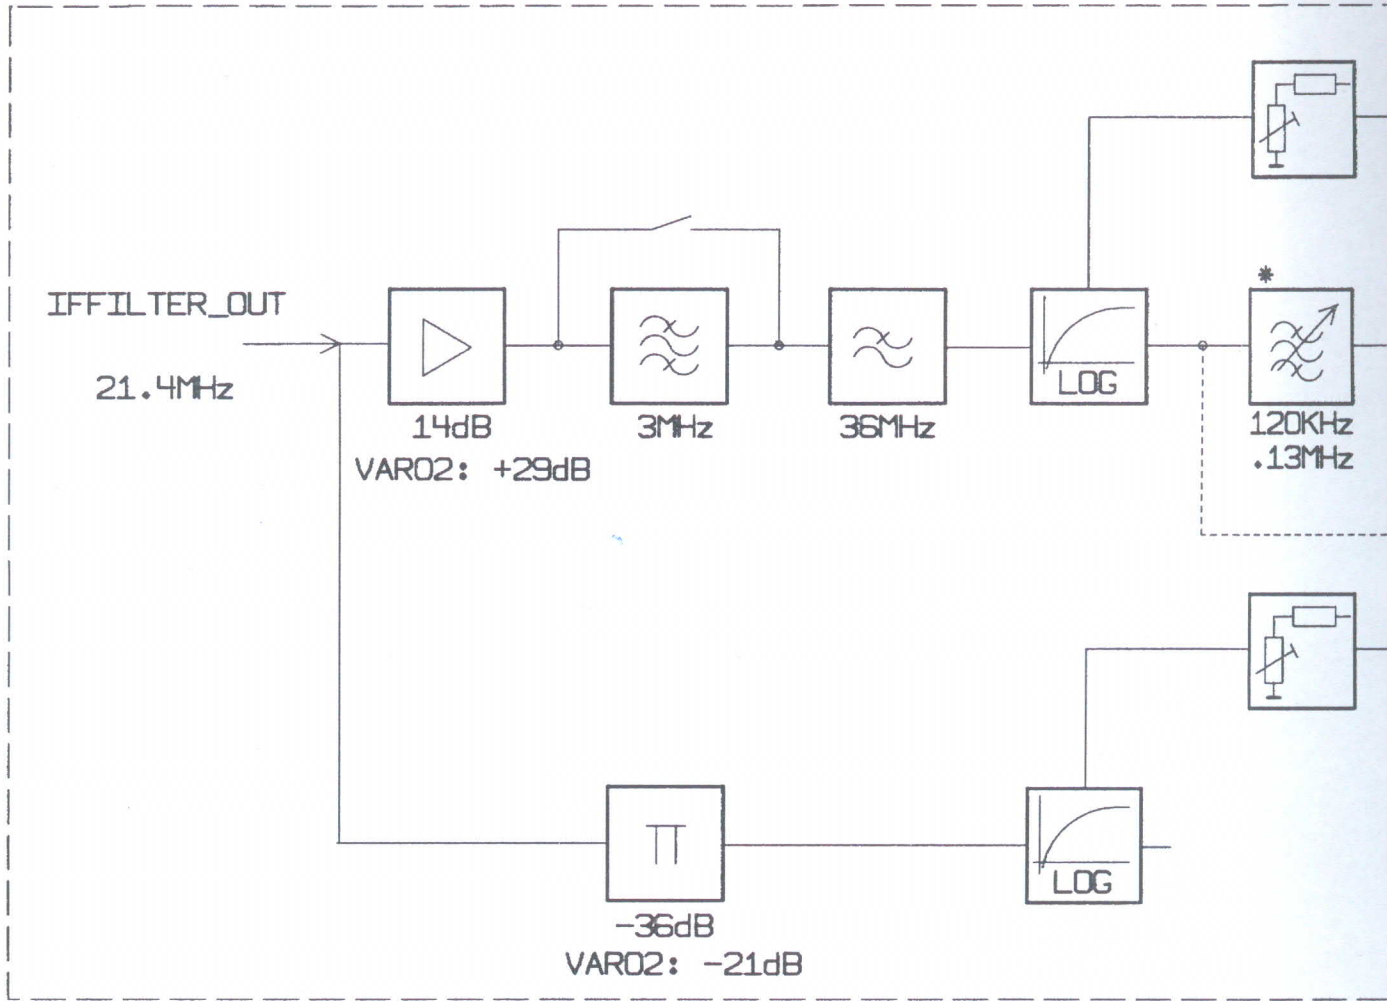 *
IFFILTER_OUT
21.4MHz
LOG
14dB
3MHz
36MHz
120KHz
.13MHz
VAR02: +29dB
π
LOG
-36dB
VAR02: -21dB